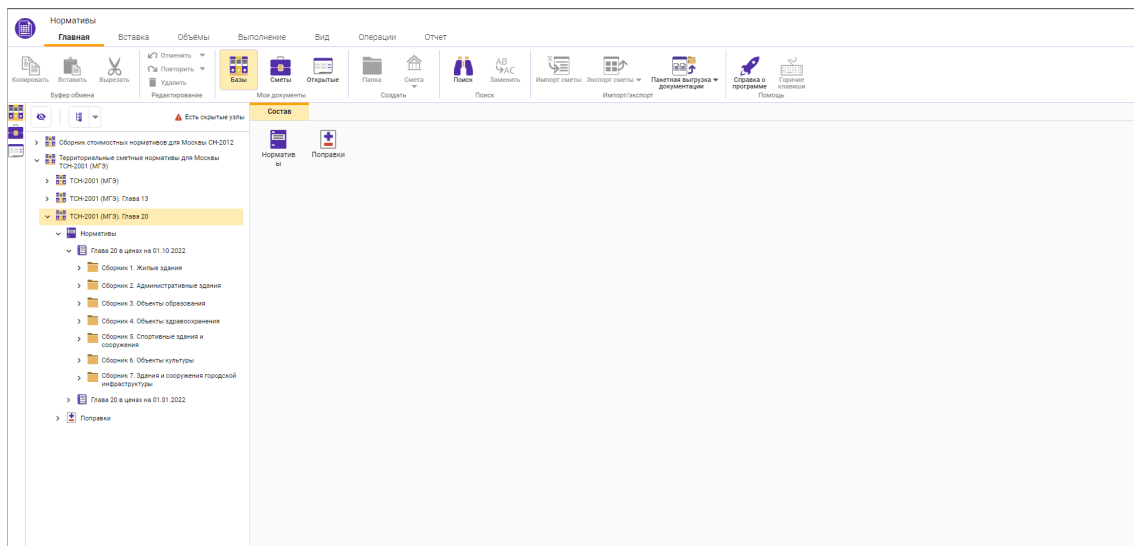 Нормативы
Главная Вставка Объёмы Выполнение Вид Операции Отчет
Копировать Вставить Вырезать
Буфер обмена
Отменить
Повторить
Удалить
Редактирование
Базы Сметы Открытые
Мои документы
Папка Смета
Создать
Поиск Заменить
Поиск
Импорт сметы Экспорт сметы Пакетная выгрузка
документации
Импорт/экспорт
Справка о Горячие
программе клавиши
Помощь
Есть скрытые узлы
Сборник стоимостных нормативов для Москвы СН-2012
Территориальные сметные нормативы для Москвы
ТСН-2001 (МГЭ)
ТСН-2001 (МГЭ)
ТСН-2001 (МГЭ). Глава 13
ТСН-2001 (МГЭ). Глава 20
Нормативы
Глава 20 в ценах на 01.10.2022
Сборник 1. Жилые здания
Сборник 2. Административные здания
Сборник 3. Объекты образования
Сборник 4. Объекты здравоохранения
Сборник 5. Спортивные здания и
сооружения
Сборник 6. Объекты культуры
Сборник 7. Здания и сооружения городской
инфраструктуры
Глава 20 в ценах на 01.01.2022
Поправки
Состав
Норматив
ы
Поправки